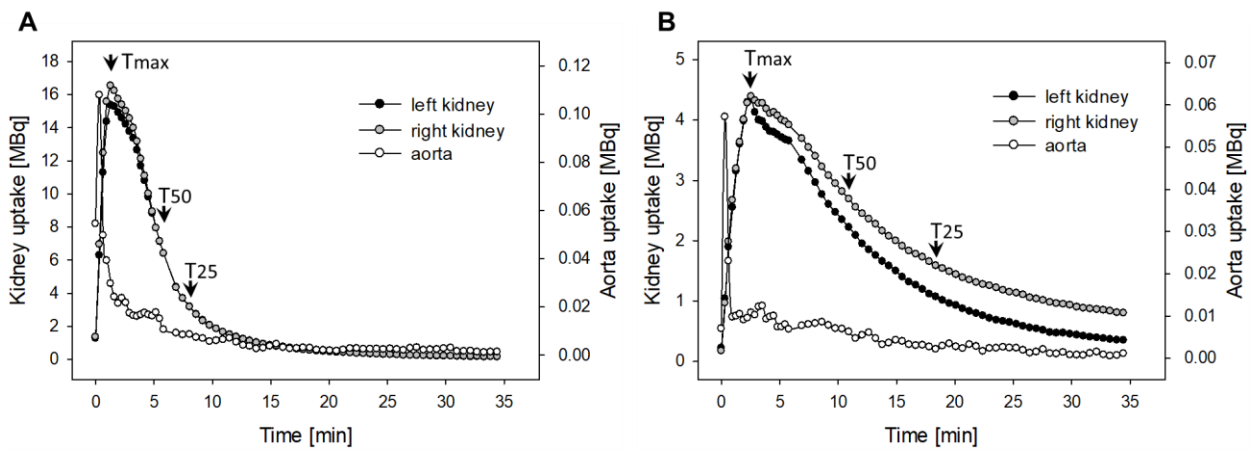 A
Kidney uptake [MBq]
18
16
14
12
10
8
6
4
2
0
Tmax
T50
T25
left kidney
right kidney
aorta
0.12
0.10
0.08
0.06
0.04
0.02
0.00
Aorta uptake [MBq]
0 5 10 15 20 25 30 35
Time [min]
B
Kidney uptake [MBq]
5
4
3
2
1
0
Tmax
T50
T25
left kidney
right kidney
aorta
0.07
0.06
0.05
0.04
0.03
0.02
0.01
0.00
Aorta uptake [MBq]
0 5 10 15 20 25 30 35
Time [min]